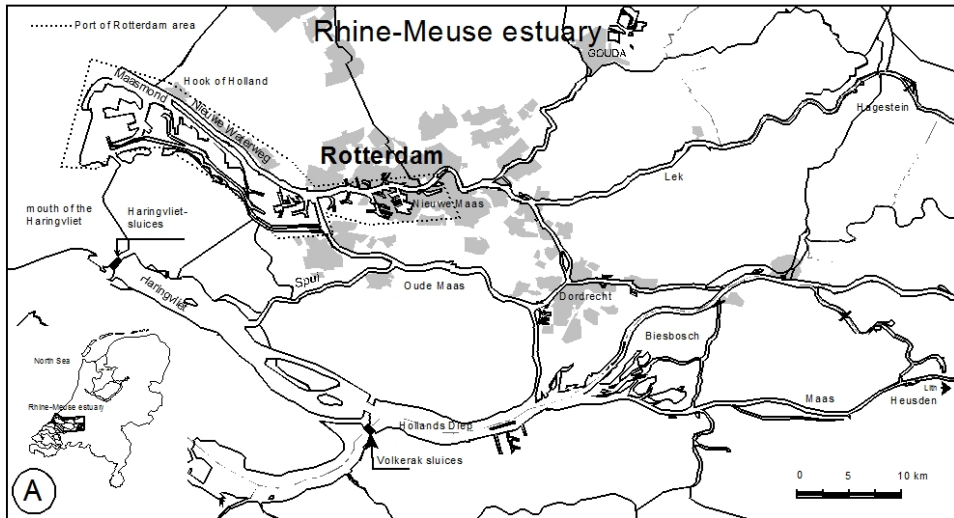 Port of Rotterdam area
Rhine-Meuse estuary
GOUDA
Hook of Holland
Maasmond
Nieuwe Waterweg
Hagestein
Rotterdam
Lek
Nieuwe Maas
mouth of the
Haringvliet
Haringvliet-
sluices
Spui
Haringvliet
Oude Maas
Dordrecht
Biesbosch
North Sea
Rhine-Meuse estuary
Lith
Maas
Heusden
Hollands Diep
Volkerak sluices
0 5 10 km
A